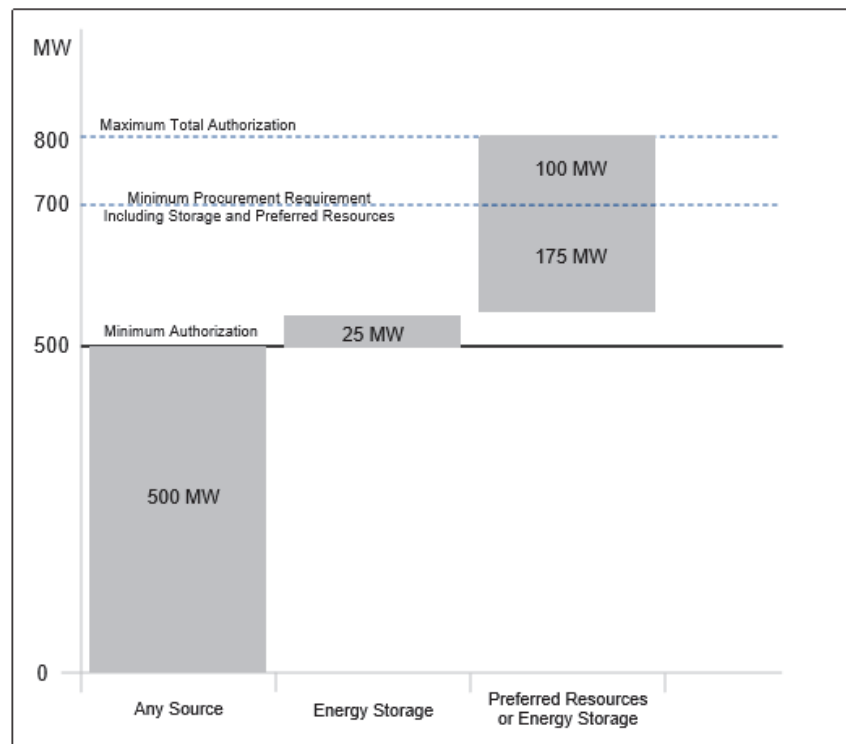 MW
Maximum Total Authorization
800
100 MW
Minimum Procurement Requirement
700
Including Storage and Preferred Resources
175 MW
Minimum Authorization
500
25 MW
500 MW
0
Any Source
Energy Storage
Preferred Resources
or Energy Storage